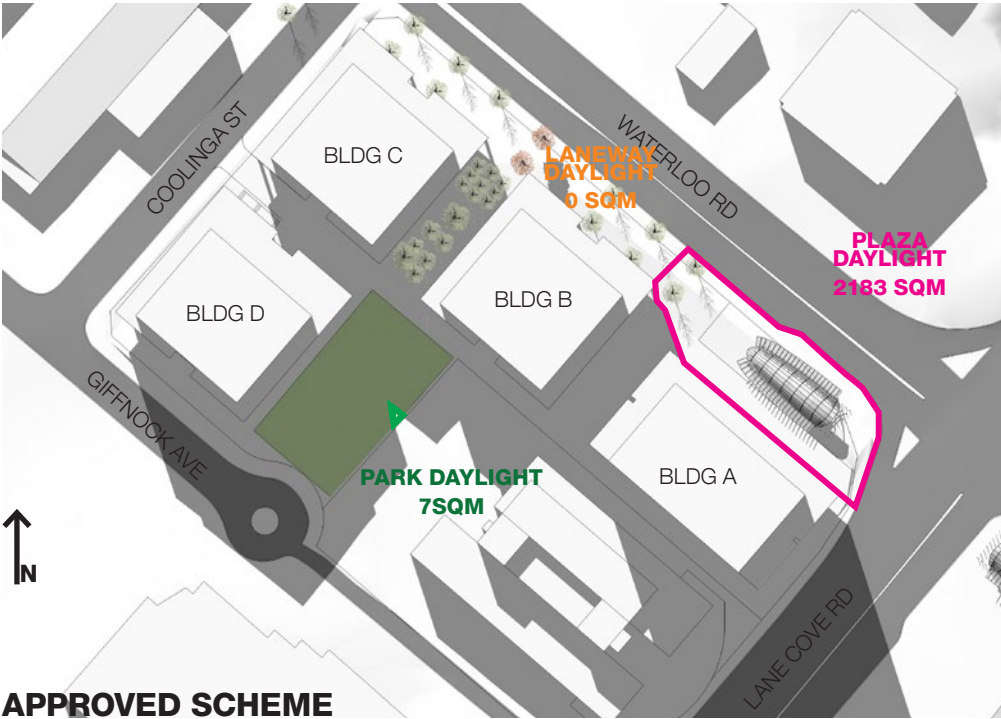 COOLINGA ST
BLDG C
WATERLOO RD
LANEWAY
DAYLIGHT
0 SQM
PLAZA
DAYLIGHT
2183 SQM
BLDG D
BLDG B
GIFFNOCK AVE
PARK DAYLIGHT
7SQM
BLDG A
N
LANE COVE RD
APPROVED SCHEME